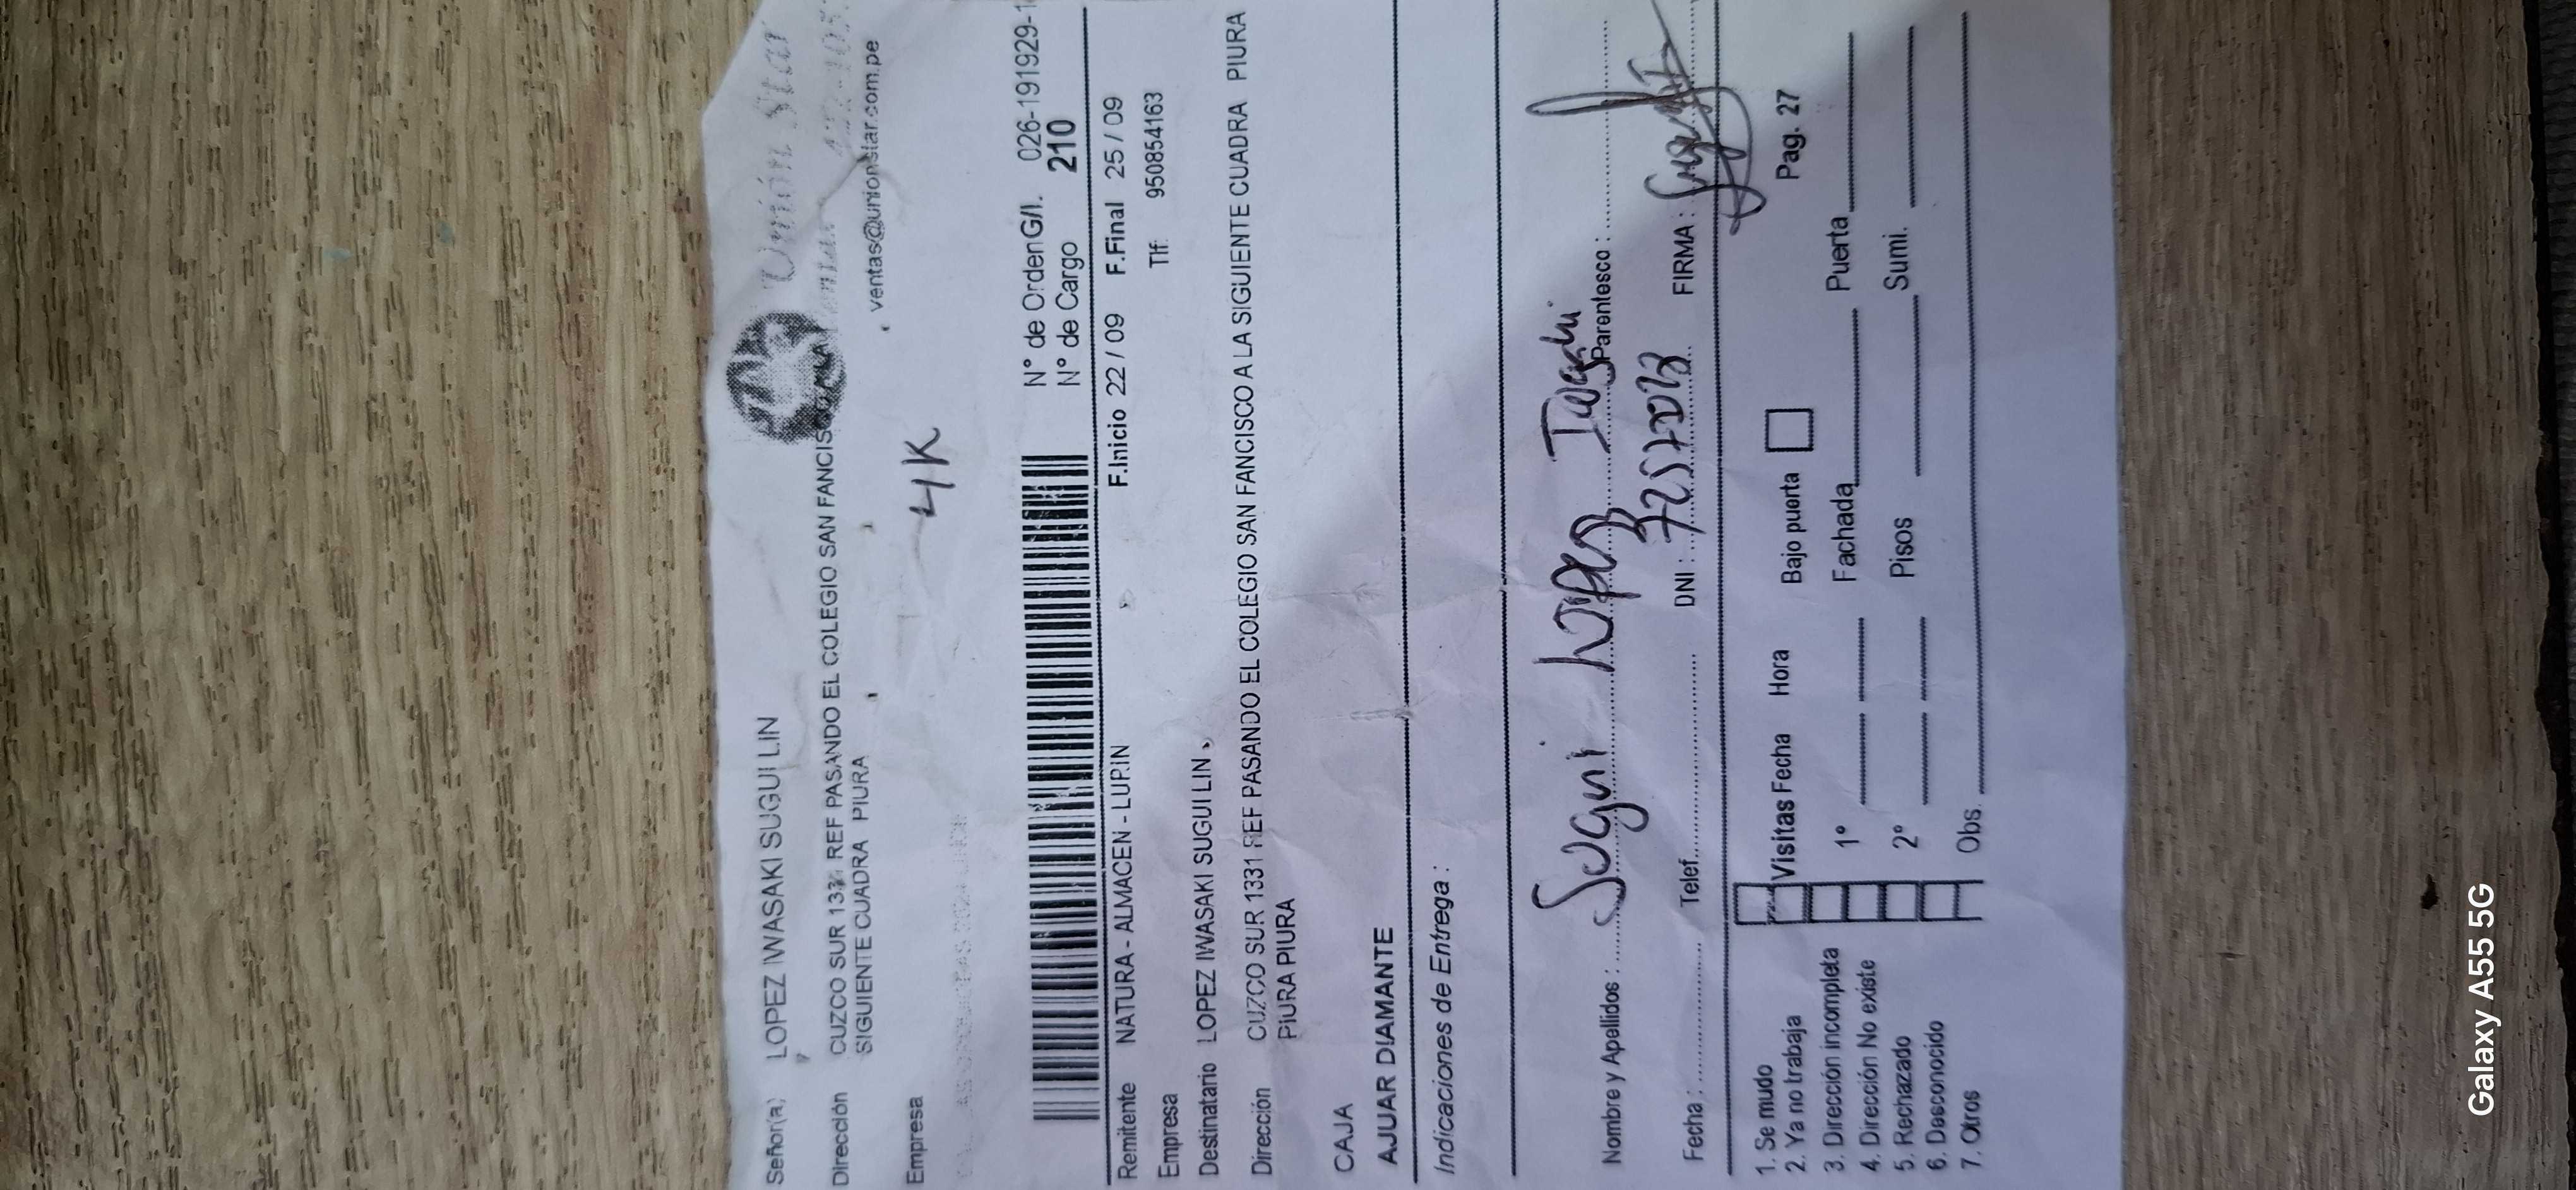 Señor(a) LOPEZ IWASAKI SUGUI LIN
Unión Star
Dirección CUZCO SUR 133 REF PASANDO EL COLEGIO SAN FANCISCO
SIGUIENTE CUADRA PIURA
ventas@unionstar.com.pe
Empresa
4K
N° de OrdenG/I. 026-191929-1
N° de Cargo 210
Remitente NATURA - ALMACEN - LURIN F.Inicio 22 / 09 F.Final 25 / 09
Empresa Tlf: 950854163
Destinatario LOPEZ IWASAKI SUGUI LIN
Dirección CUZCO SUR 1331 REF PASANDO EL COLEGIO SAN FANCISCO A LA SIGUIENTE CUADRA PIURA
PIURA PIURA
CAJA
AJUAR DIAMANTE
Indicaciones de Entrega :
Nombre y Apellidos : Sugui Lopez Parentesco :
Fecha : Telef. DNI : FIRMA :
1. Se mudo
2. Ya no trabaja
3. Dirección incompleta
4. Dirección No existe
5. Rechazado
6. Desconocido
7. Otros
Visitas Fecha Hora Bajo puerta Pag. 27
1° Fachada Puerta
2° Pisos Sumi.
Obs.
Galaxy A55 5G